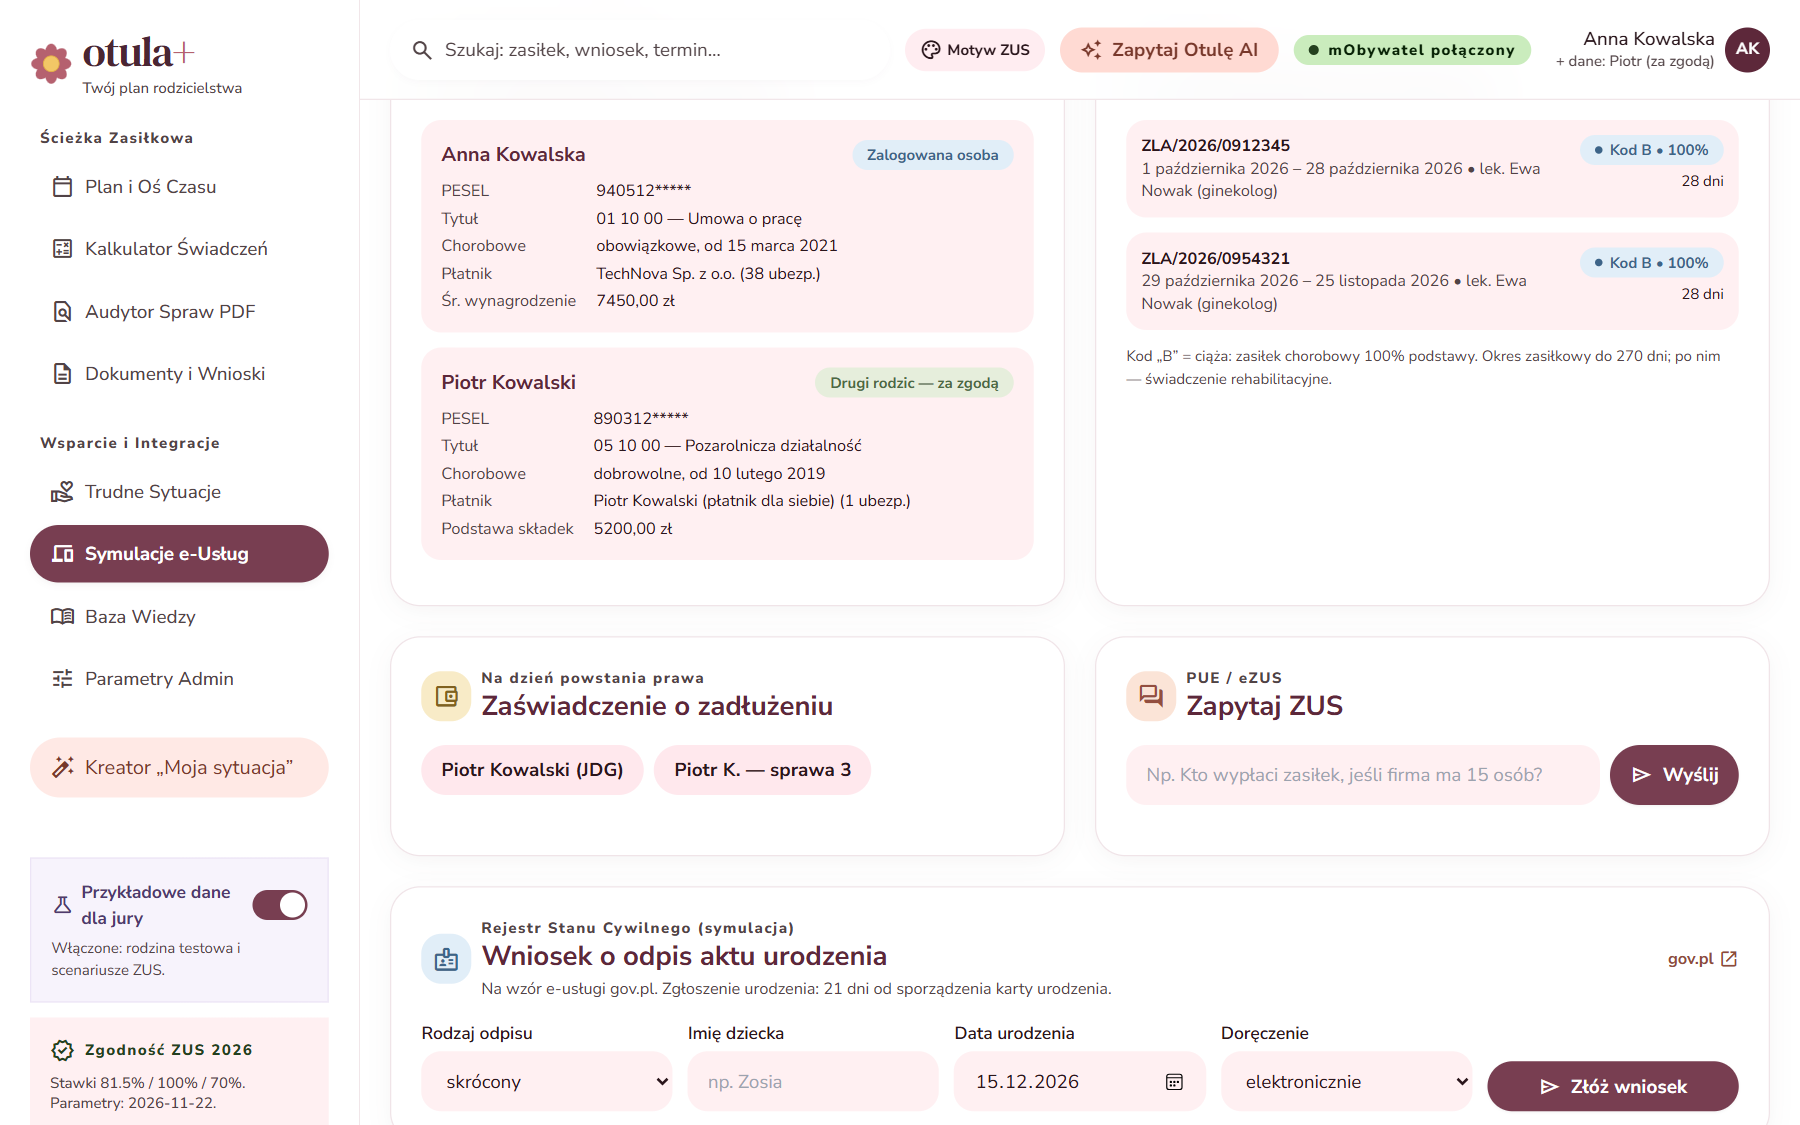 otula+
Twój plan rodzicielstwa
Ścieżka Zasiłkowa
Plan i Oś Czasu
Kalkulator Świadczeń
Audytor Spraw PDF
Dokumenty i Wnioski
Wsparcie i Integracje
Trudne Sytuacje
Symulacje e-Usług
Baza Wiedzy
Parametry Admin
Kreator „Moja sytuacja”
Przykładowe dane
dla jury
Włączone: rodzina testowa i
scenariusze ZUS.
Zgodność ZUS 2026
Stawki 81.5% / 100% / 70%.
Parametry: 2026-11-22.
Szukaj: zasiłek, wniosek, termin...
Motyw ZUS
Zapytaj Otulę AI
mObywatel połączony
Anna Kowalska
+ dane: Piotr (za zgodą)
AK
Anna Kowalska
Zalogowana osoba
PESEL 940512*****
Tytuł 01 10 00 — Umowa o pracę
Chorobowe obowiązkowe, od 15 marca 2021
Płatnik TechNova Sp. z o.o. (38 ubezp.)
Śr. wynagrodzenie 7450,00 zł
Piotr Kowalski
Drugi rodzic — za zgodą
PESEL 890312*****
Tytuł 05 10 00 — Pozarolnicza działalność
Chorobowe dobrowolne, od 10 lutego 2019
Płatnik Piotr Kowalski (płatnik dla siebie) (1 ubezp.)
Podstawa składek 5200,00 zł
ZLA/2026/0912345
1 października 2026 – 28 października 2026 • lek. Ewa
Nowak (ginekolog)
Kod B • 100%
28 dni
ZLA/2026/0954321
29 października 2026 – 25 listopada 2026 • lek. Ewa
Nowak (ginekolog)
Kod B • 100%
28 dni
Kod „B” = ciąża: zasiłek chorobowy 100% podstawy. Okres zasiłkowy do 270 dni; po nim
— świadczenie rehabilitacyjne.
Na dzień powstania prawa
Zaświadczenie o zadłużeniu
Piotr Kowalski (JDG)
Piotr K. — sprawa 3
PUE / eZUS
Zapytaj ZUS
Np. Kto wypłaci zasiłek, jeśli firma ma 15 osób?
Wyślij
Rejestr Stanu Cywilnego (symulacja)
Wniosek o odpis aktu urodzenia
Na wzór e-usługi gov.pl. Zgłoszenie urodzenia: 21 dni od sporządzenia karty urodzenia.
gov.pl
Rodzaj odpisu
skrócony
Imię dziecka
np. Zosia
Data urodzenia
15.12.2026
Doręczenie
elektronicznie
Złóż wniosek